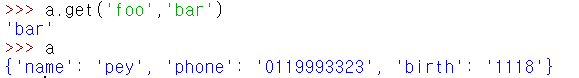 >>> a.get('foo','bar')
'bar'
>>> a
{'name': 'pey', 'phone': '0119993323', 'birth': '1118'}